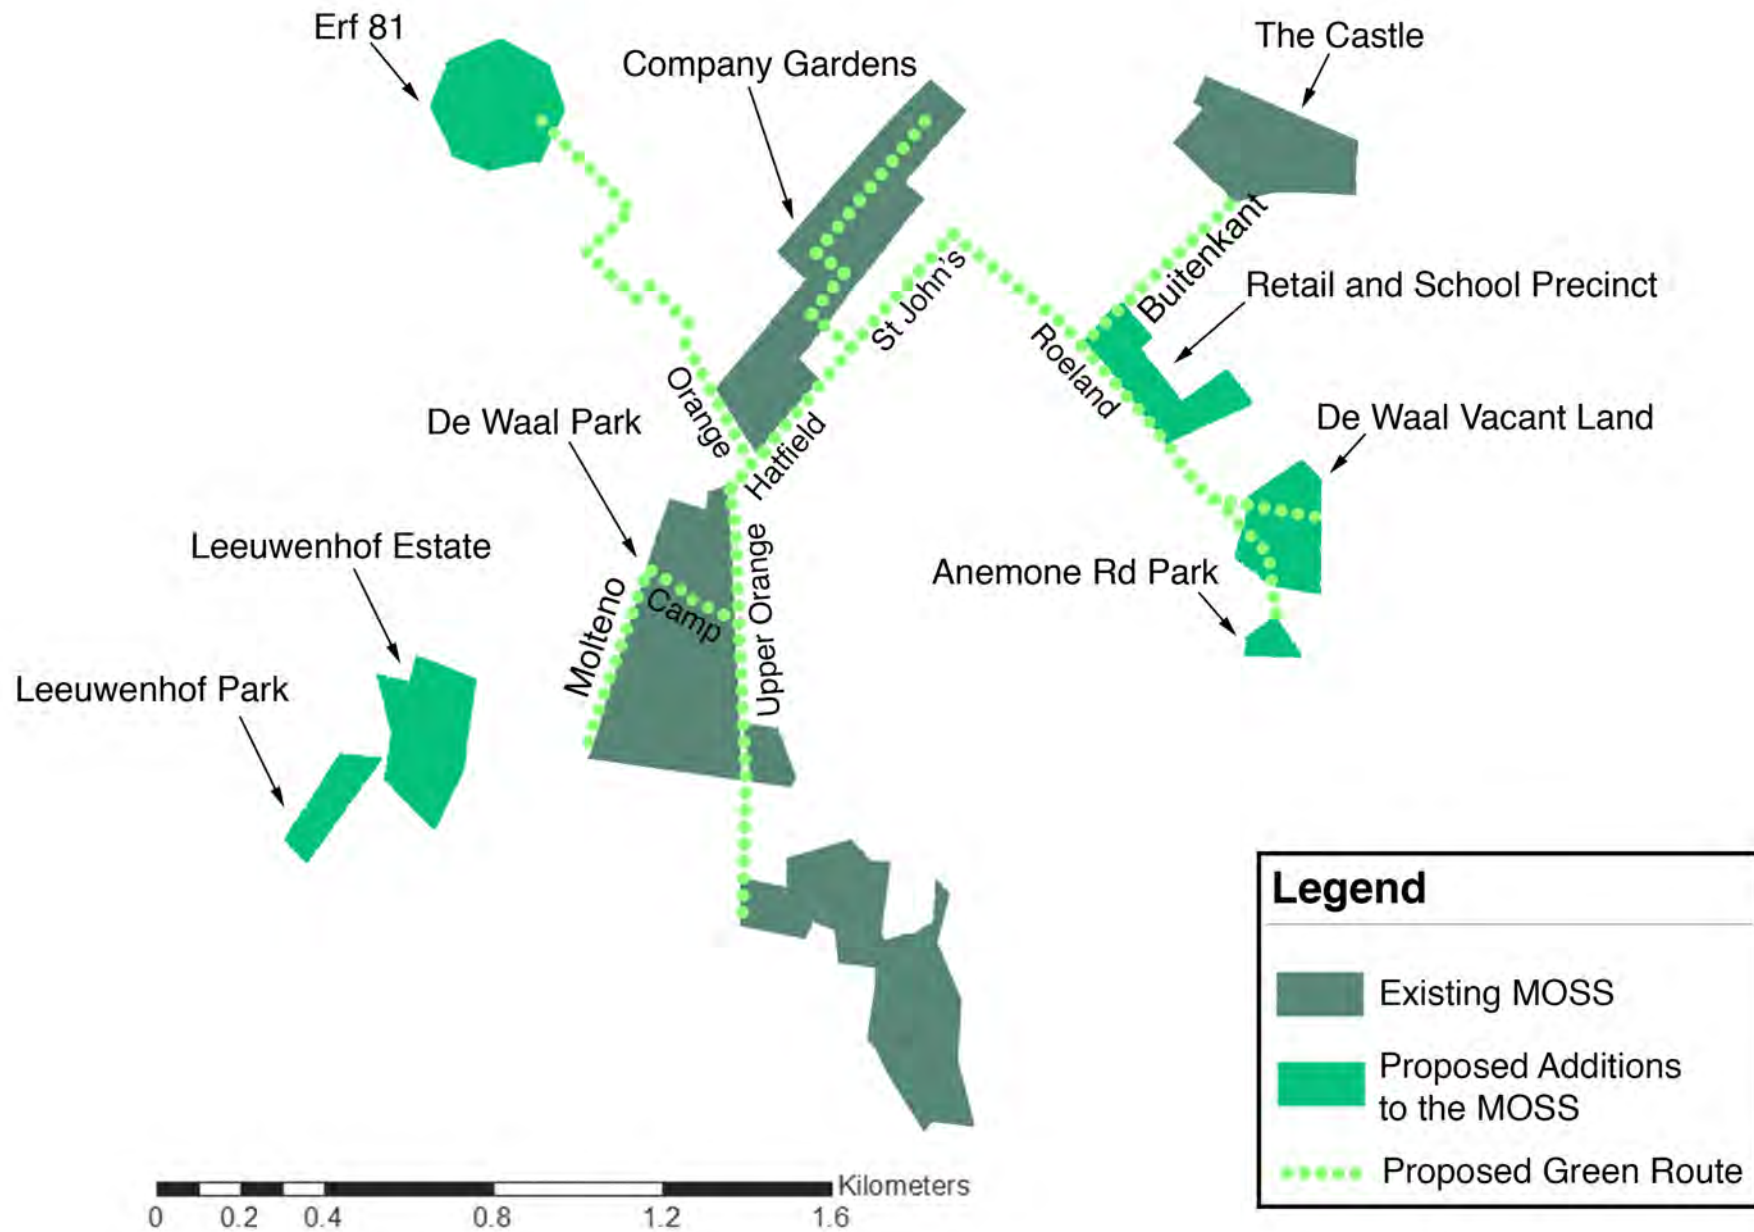 Erf 81
The Castle
Company Gardens
Buitenkant
Retail and School Precinct
St John's
Roeland
Orange
De Waal Park
De Waal Vacant Land
Hatfield
Leeuwenhof Estate
Anemone Rd Park
Upper Orange
Camp
Molteno
Leeuwenhof Park
Legend
Existing MOSS
Proposed Additions
to the MOSS
Proposed Green Route
Kilometers
0 0.2 0.4 0.8 1.2 1.6